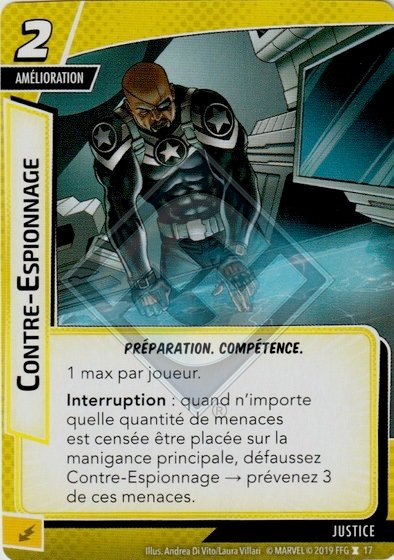 2
AMÉLIORATION
CONTRE-ESPIONNAGE
PRÉPARATION. COMPÉTENCE.
1 max par joueur.
Interruption : quand n'importe
quelle quantité de menaces
est censée être placée sur la
manigance principale, défaussez
Contre-Espionnage → prévenez 3
de ces menaces.
®
JUSTICE
Illus. Andrea Di Vito/Laura Villari © MARVEL © 2019 FFG 17